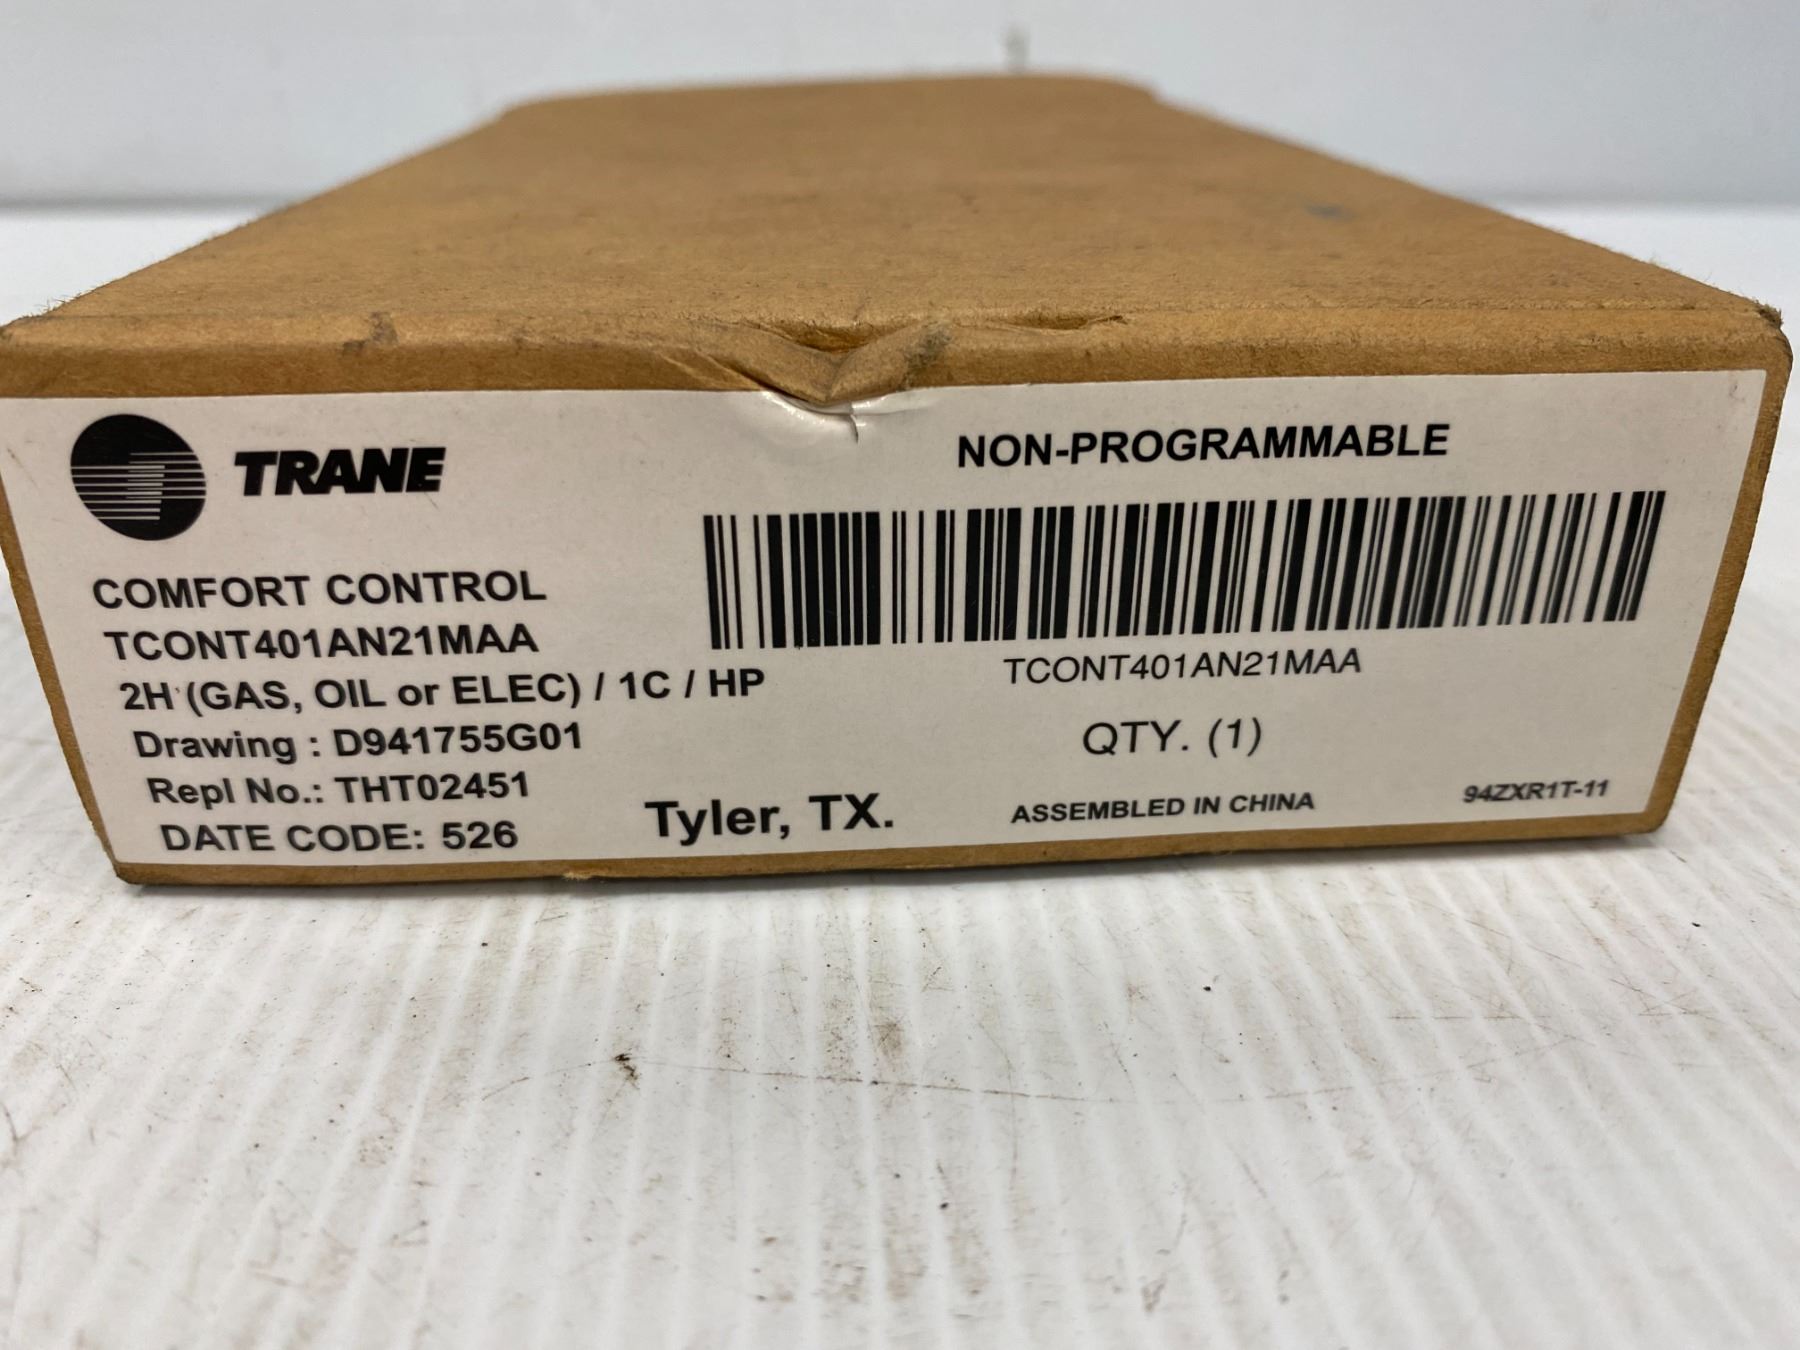 TRANE
NON-PROGRAMMABLE
COMFORT CONTROL
TCONT401AN21MAA
2H (GAS, OIL or ELEC) / 1C / HP
Drawing : D941755G01
Repl No.: THT02451
DATE CODE: 526
TCONT401AN21MAA
QTY. (1)
Tyler, TX.
ASSEMBLED IN CHINA
94ZXR1T-11